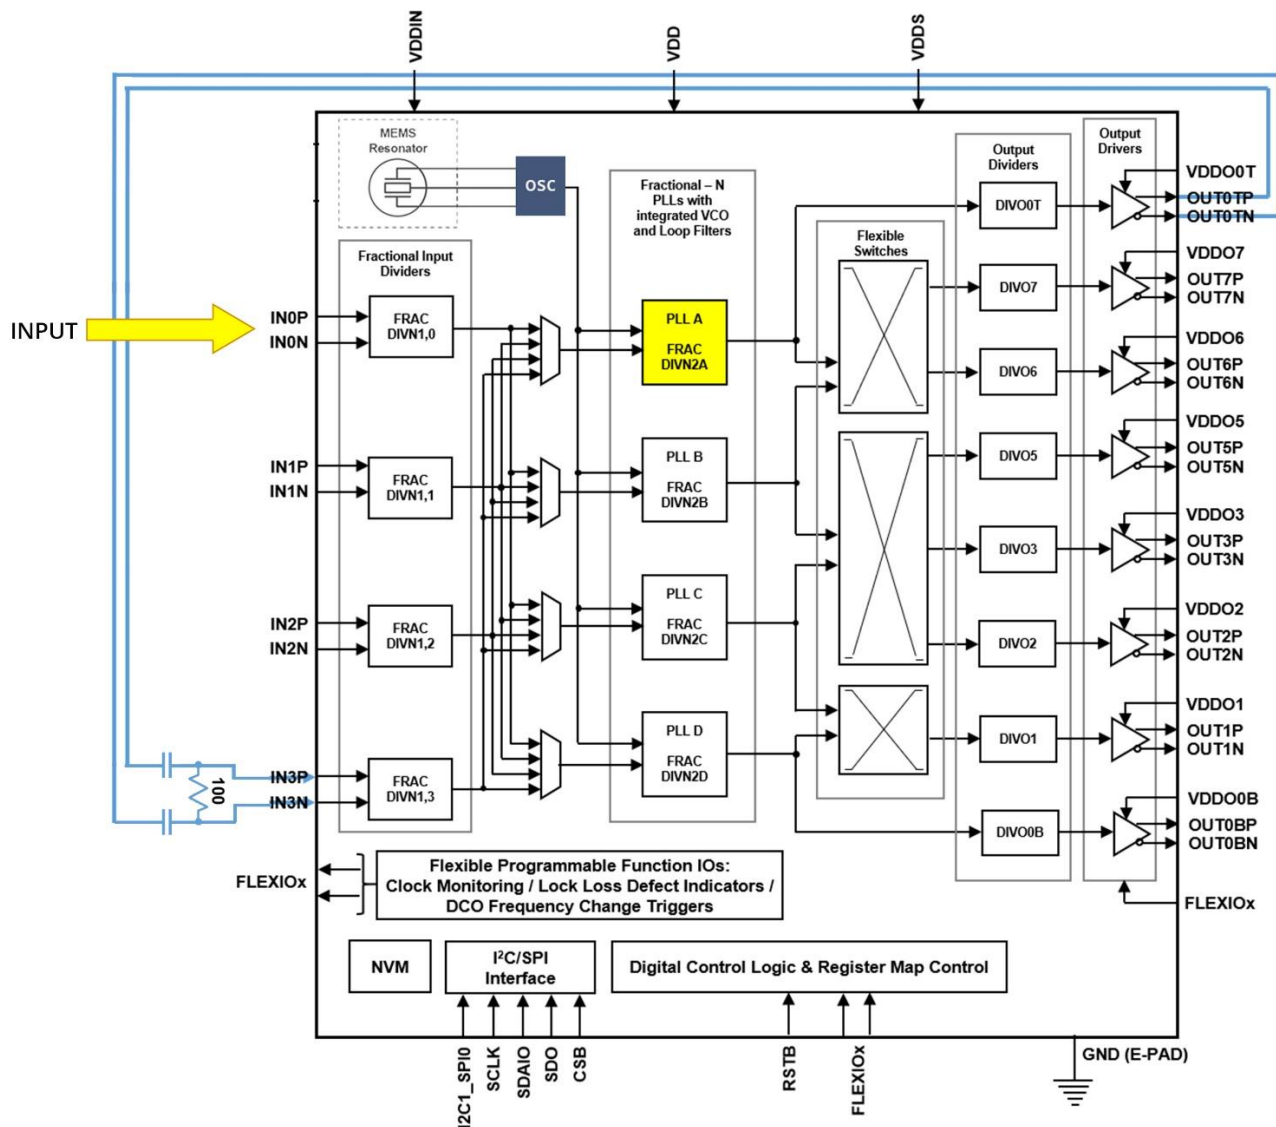 VDDIN
VDD
VDDS
MEMS
Resonator
OSC
Fractional – N
PLLs with
integrated VCO
and Loop Filters
Output
Dividers
Output
Drivers
Flexible
Switches
Fractional Input
Dividers
INPUT
IN0P
IN0N
FRAC
DIVN1,0
IN1P
IN1N
FRAC
DIVN1,1
IN2P
IN2N
FRAC
DIVN1,2
IN3P
IN3N
100
FRAC
DIVN1,3
PLL A
FRAC
DIVN2A
PLL B
FRAC
DIVN2B
PLL C
FRAC
DIVN2C
PLL D
FRAC
DIVN2D
DIVO0T
DIVO7
DIVO6
DIVO5
DIVO3
DIVO2
DIVO1
DIVO0B
VDDO0T
OUT0TP
OUT0TN
VDDO7
OUT7P
OUT7N
VDDO6
OUT6P
OUT6N
VDDO5
OUT5P
OUT5N
VDDO3
OUT3P
OUT3N
VDDO2
OUT2P
OUT2N
VDDO1
OUT1P
OUT1N
VDDO0B
OUT0BP
OUT0BN
FLEXIOx
FLEXIOx
Flexible Programmable Function IOs:
Clock Monitoring / Lock Loss Defect Indicators /
DCO Frequency Change Triggers
NVM
I²C/SPI
Interface
Digital Control Logic & Register Map Control
I2C1_SPI0
SCLK
SDAIO
SDO
CSB
RSTB
FLEXIOx
GND (E-PAD)